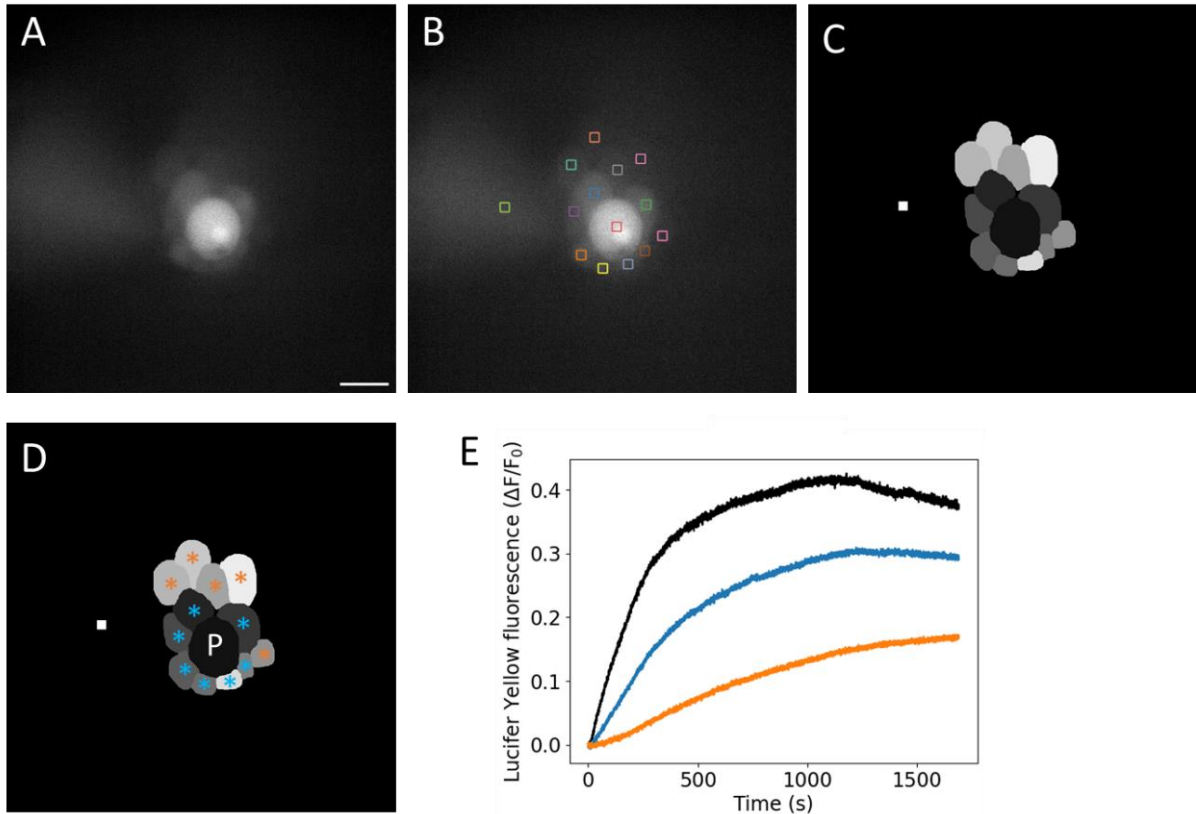 A
B
C
D
P
*
*
*
*
*
*
*
*
*
*
*
*
E
Lucifer Yellow fluorescence (ΔF/F₀)
0.4
0.3
0.2
0.1
0.0
0
500
1000
1500
Time (s)